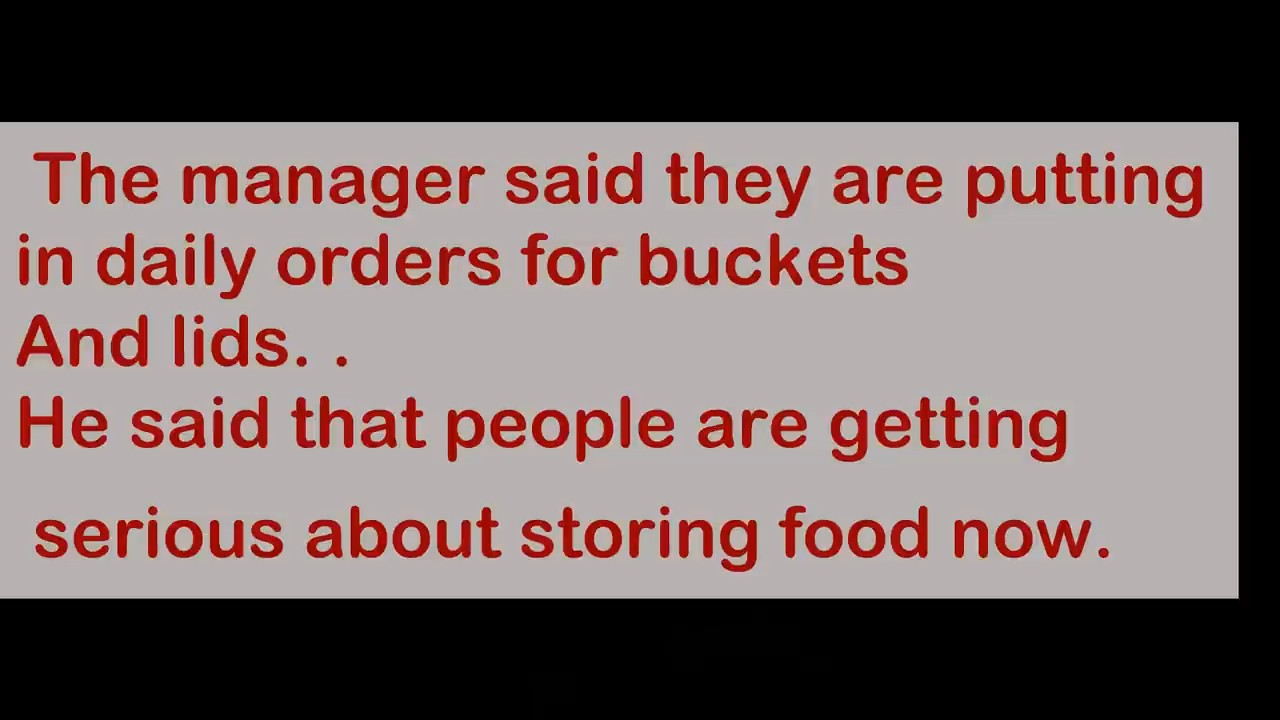 The manager said they are putting
in daily orders for buckets
And lids. .
He said that people are getting
serious about storing food now.